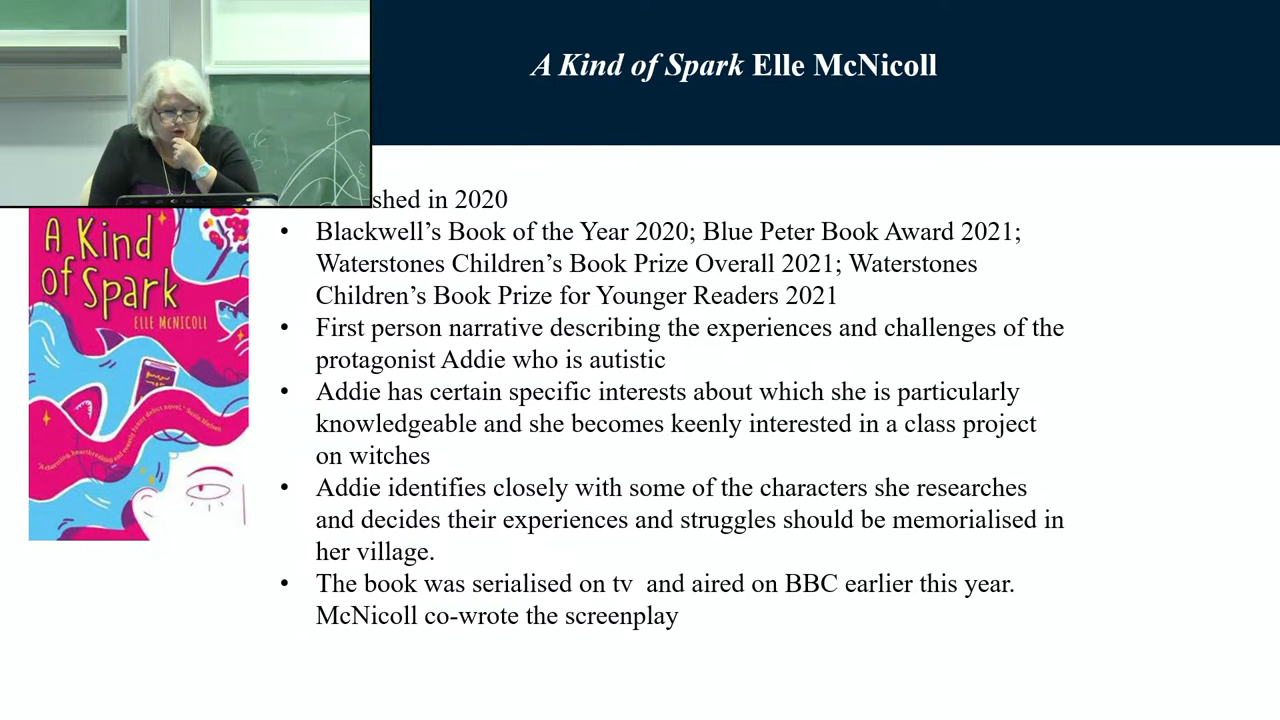 A Kind of Spark Elle McNicoll
shed in 2020
• Blackwell’s Book of the Year 2020; Blue Peter Book Award 2021;
Waterstones Children’s Book Prize Overall 2021; Waterstones
Children’s Book Prize for Younger Readers 2021
• First person narrative describing the experiences and challenges of the
protagonist Addie who is autistic
• Addie has certain specific interests about which she is particularly
knowledgeable and she becomes keenly interested in a class project
on witches
• Addie identifies closely with some of the characters she researches
and decides their experiences and struggles should be memorialised in
her village.
• The book was serialised on tv  and aired on BBC earlier this year.
McNicoll co-wrote the screenplay
A Kind
of Spark
ELLE McNICOLL